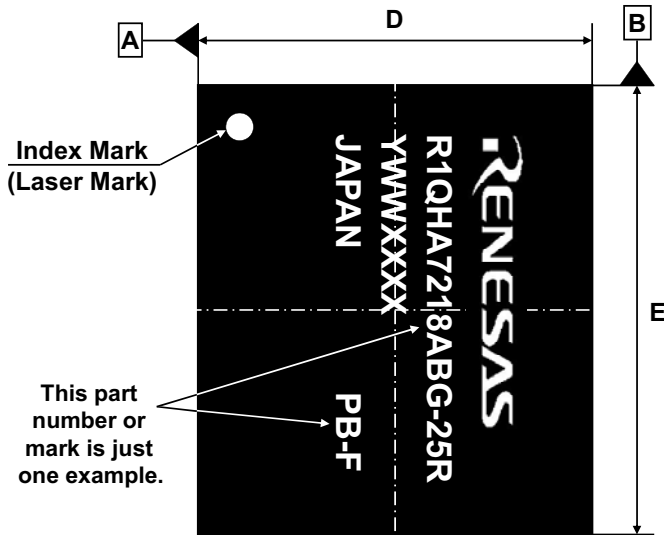 A
D
B
Index Mark
(Laser Mark)
RENESAS
R1QHA7218ABG-25R
YWWXXXX
JAPAN
PB-F
E
This part
number or
mark is just
one example.